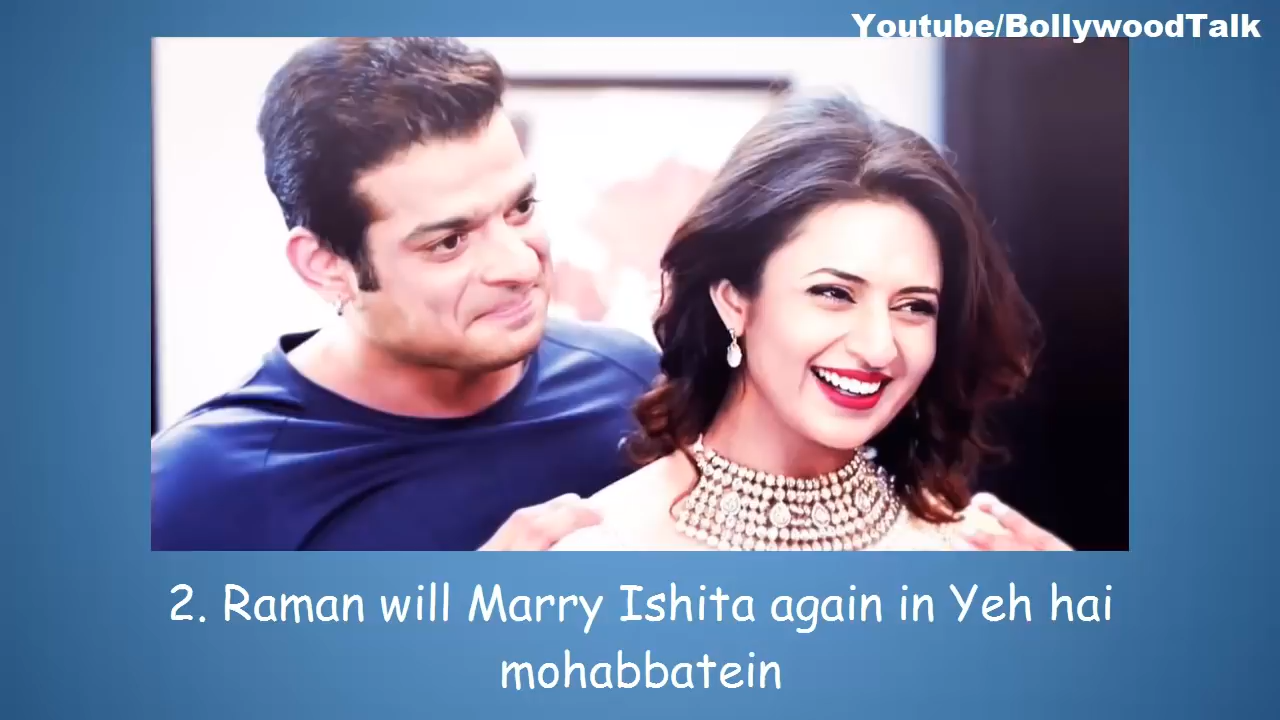 Youtube/BollywoodTalk
2. Raman will Marry Ishita again in Yeh hai
mohabbatein